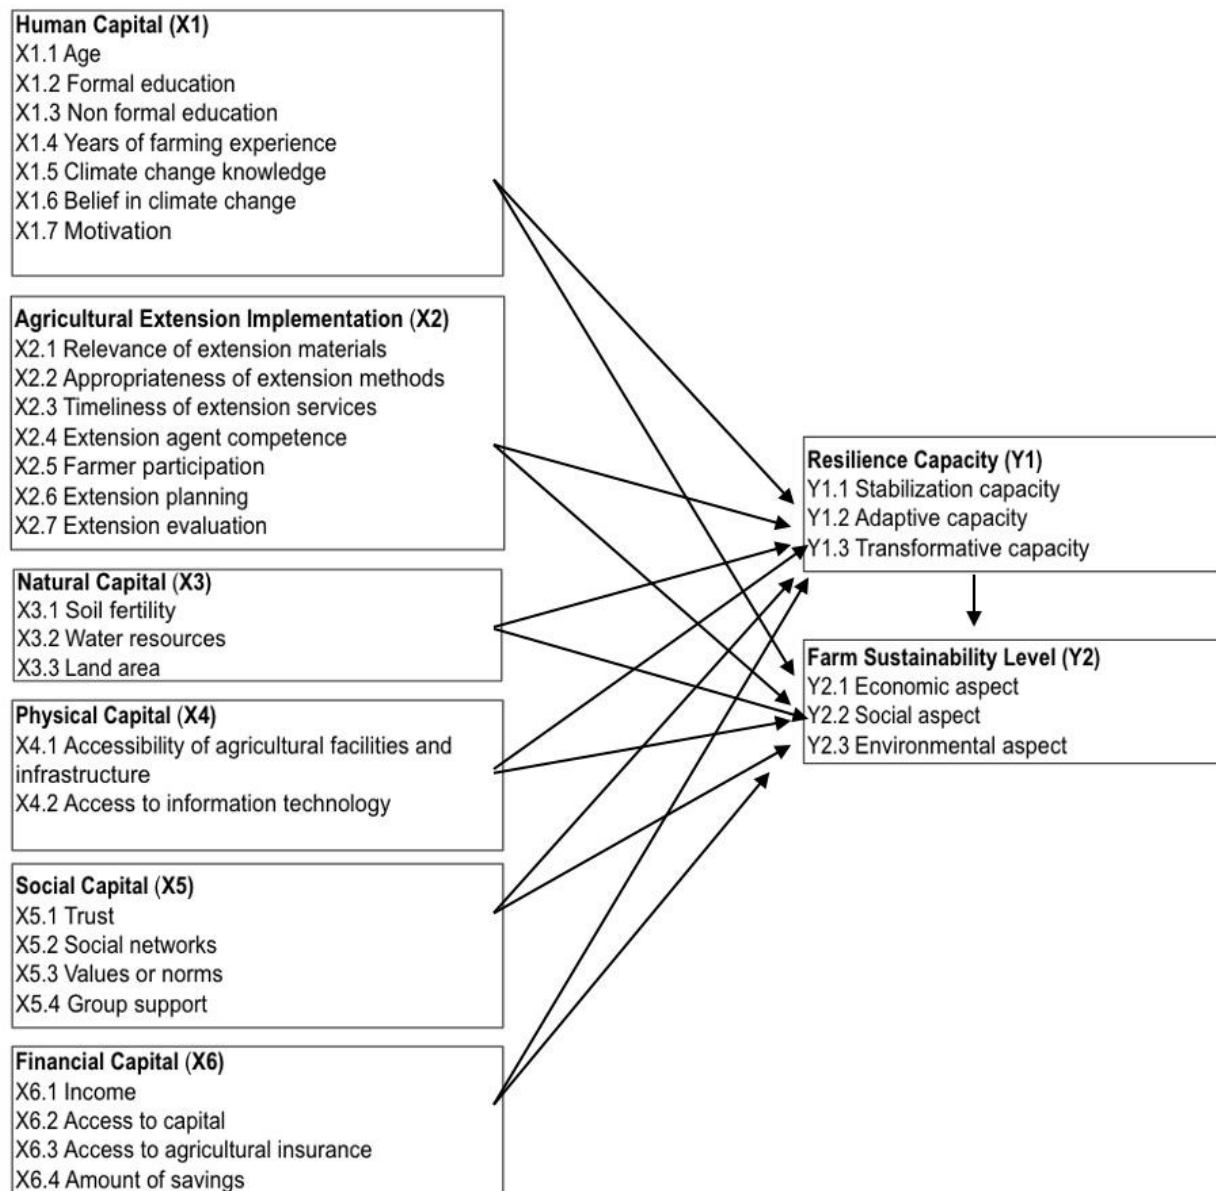 Human Capital (X1)
X1.1 Age
X1.2 Formal education
X1.3 Non formal education
X1.4 Years of farming experience
X1.5 Climate change knowledge
X1.6 Belief in climate change
X1.7 Motivation
Agricultural Extension Implementation (X2)
X2.1 Relevance of extension materials
X2.2 Appropriateness of extension methods
X2.3 Timeliness of extension services
X2.4 Extension agent competence
X2.5 Farmer participation
X2.6 Extension planning
X2.7 Extension evaluation
Natural Capital (X3)
X3.1 Soil fertility
X3.2 Water resources
X3.3 Land area
Physical Capital (X4)
X4.1 Accessibility of agricultural facilities and
infrastructure
X4.2 Access to information technology
Social Capital (X5)
X5.1 Trust
X5.2 Social networks
X5.3 Values or norms
X5.4 Group support
Financial Capital (X6)
X6.1 Income
X6.2 Access to capital
X6.3 Access to agricultural insurance
X6.4 Amount of savings
Resilience Capacity (Y1)
Y1.1 Stabilization capacity
Y1.2 Adaptive capacity
Y1.3 Transformative capacity
Farm Sustainability Level (Y2)
Y2.1 Economic aspect
Y2.2 Social aspect
Y2.3 Environmental aspect